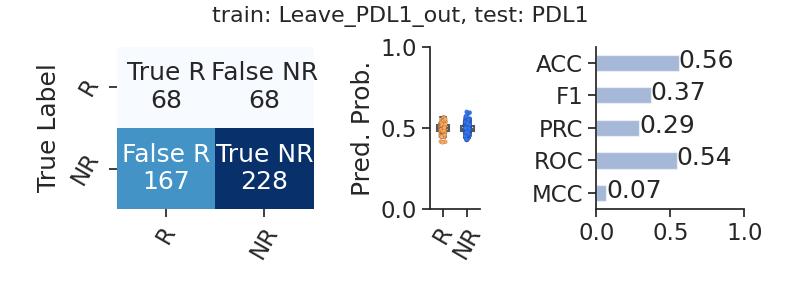 train: Leave_PDL1_out, test: PDL1
True Label
R
NR
True R
68
False NR
68
False R
167
True NR
228
R
NR
Pred. Prob.
1.0
0.5
0.0
R
NR
ACC
0.56
F1
0.37
PRC
0.29
ROC
0.54
MCC
0.07
0.0
0.5
1.0